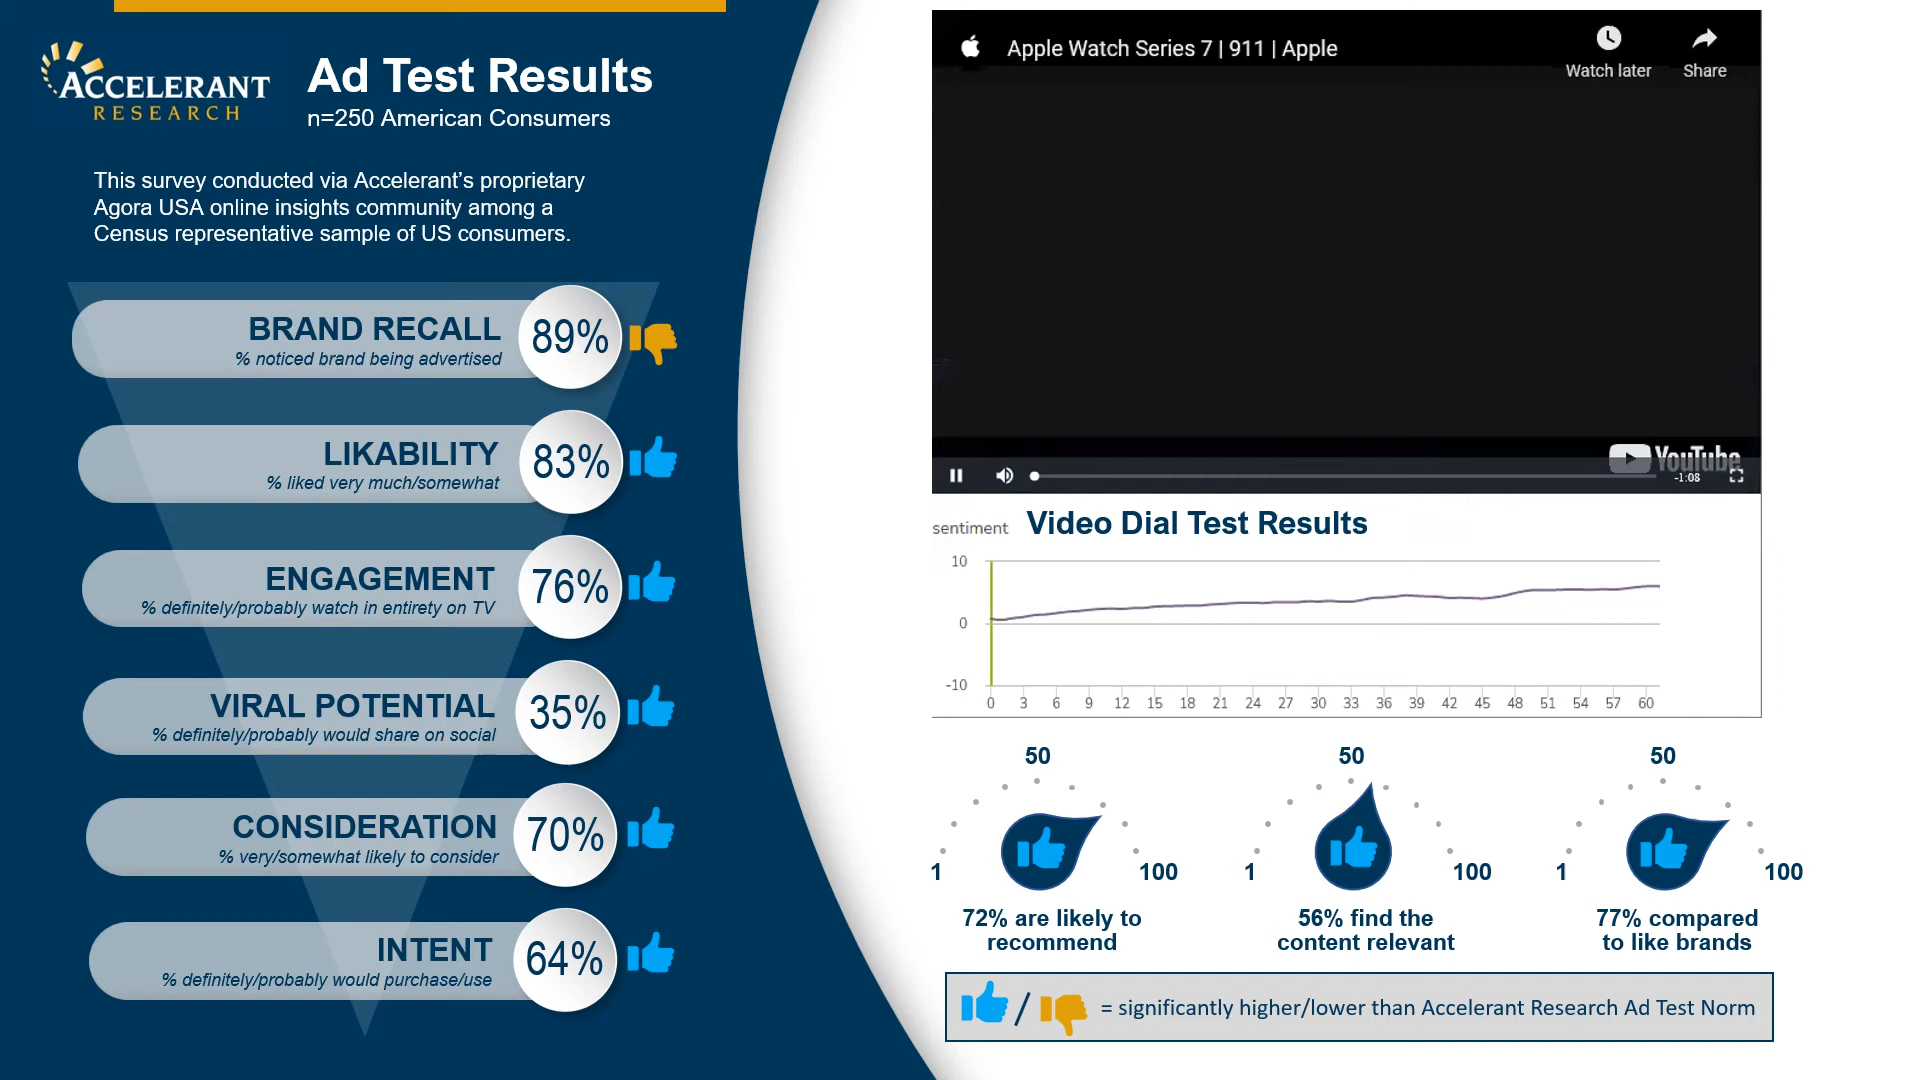 ACCELERANT
RESEARCH
Ad Test Results
n=250 American Consumers
This survey conducted via Accelerant's proprietary
Agora USA online insights community among a
Census representative sample of US consumers.
BRAND RECALL
% noticed brand being advertised
89%
LIKABILITY
% liked very much/somewhat
83%
ENGAGEMENT
% definitely/probably watch in entirety on TV
76%
VIRAL POTENTIAL
% definitely/probably would share on social
35%
CONSIDERATION
% very/somewhat likely to consider
70%
INTENT
% definitely/probably would purchase/use
64%
Apple Watch Series 7 | 911 | Apple
Watch later
Share
YouTube
-1:08
sentiment
Video Dial Test Results
10
0
-10
0 3 6 9 12 15 18 21 24 27 30 33 36 39 42 45 48 51 54 57 60
50
1
100
72% are likely to
recommend
50
1
100
56% find the
content relevant
50
1
100
77% compared
to like brands
/ = significantly higher/lower than Accelerant Research Ad Test Norm